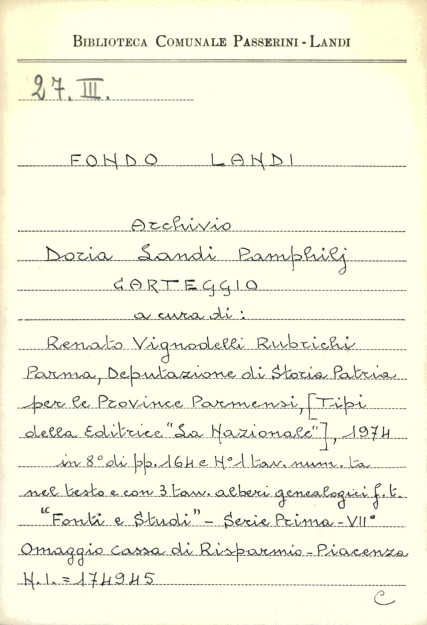 BIBLIOTECA COMUNALE PASSERINI - LANDI
27. III.
FONDO LANDI
Archivio
Doria Landi Pamphilj
CARTEGGIO
a cura di :
Renato Vignodelli Rubrichi
Parma, Deputazione di Storia Patria
per le Province Parmensi, [Tipi
della Editrice "La Nazionale"], 1974
in 8° di pp. 164 e N° 1 tav. num. ta
nel testo e con 3 tav. alberi genealogici f. t.
"Fonti e Studi" - Serie Prima - VII°
Omaggio Cassa di Risparmio - Piacenza
N. I. = 174945
C